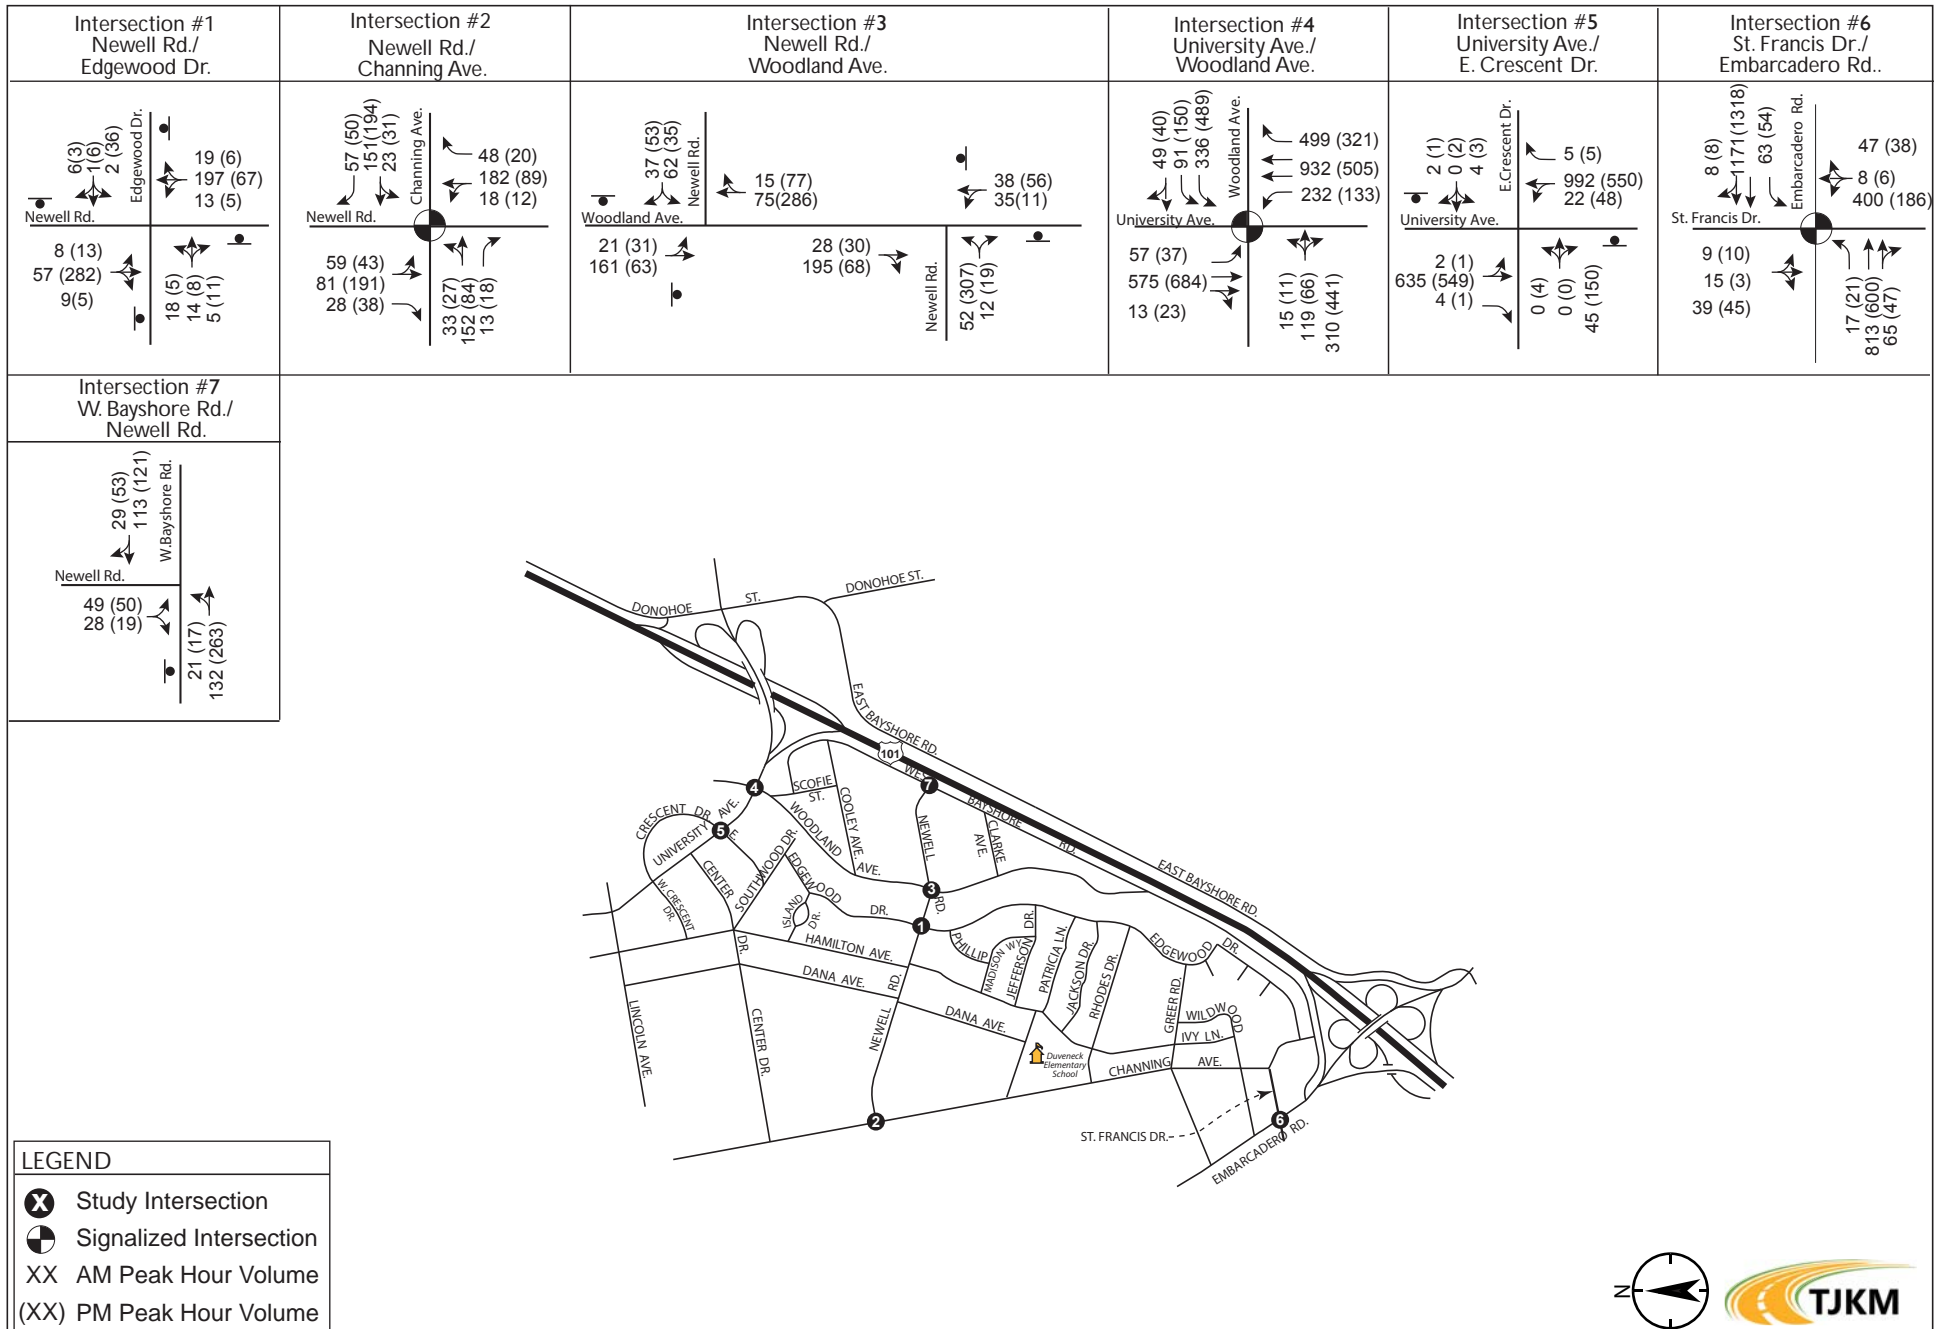 Intersection #1
Newell Rd./
Edgewood Dr.
6(3)
1(6)
2 (36)
Edgewood Dr.
19 (6)
197 (67)
13 (5)
Newell Rd.
8 (13)
57 (282)
9(5)
18 (5)
14 (8)
5 (11)
Intersection #2
Newell Rd./
Channing Ave.
57 (50)
151(194)
23 (31)
Channing Ave.
48 (20)
182 (89)
18 (12)
Newell Rd.
59 (43)
81 (191)
28 (38)
33 (27)
152 (84)
13 (18)
Intersection #3
Newell Rd./
Woodland Ave.
37 (53)
62 (35)
Newell Rd.
15 (77)
75(286)
38 (56)
35(11)
Woodland Ave.
21 (31)
161 (63)
28 (30)
195 (68)
Newell Rd.
52 (307)
12 (19)
Intersection #4
University Ave./
Woodland Ave.
49 (40)
91 (150)
336 (489)
Woodland Ave.
499 (321)
932 (505)
232 (133)
University Ave.
57 (37)
575 (684)
13 (23)
15 (11)
119 (66)
310 (441)
Intersection #5
University Ave./
E. Crescent Dr.
2 (1)
0 (2)
4 (3)
E.Crescent Dr.
5 (5)
992 (550)
22 (48)
University Ave.
2 (1)
635 (549)
4 (1)
0 (4)
0 (0)
45 (150)
Intersection #6
St. Francis Dr./
Embarcadero Rd..
8 (8)
1171(1318)
63 (54)
Embarcadero Rd.
47 (38)
8 (6)
400 (186)
St. Francis Dr.
9 (10)
15 (3)
39 (45)
17 (21)
813 (600)
65 (47)
Intersection #7
W. Bayshore Rd./
Newell Rd.
29 (53)
113 (121)
W.Bayshore Rd.
Newell Rd.
49 (50)
28 (19)
21 (17)
132 (263)
DONOHOE
ST.
DONOHOE ST.
EAST BAYSHORE RD.
101
WEST
7
BAYSHORE
RD.
EAST BAYSHORE RD.
4
SCOFIE
ST.
COOLEY AVE.
WOODLAND
AVE.
NEWELL
RD.
CLARKE
AVE.
CRESCENT
DR.
E.
5
UNIVERSITY
AVE.
W. CRESCENT
DR.
CENTER
DR.
SOUTHWOOD DR.
EDGEWOOD
DR.
ISLAND
DR.
3
1
HAMILTON AVE.
DANA AVE.
NEWELL
RD.
PHILLIP
MADISON WY
JEFFERSON
DR.
PATRICIA LN.
JACKSON DR.
RHODES DR.
EDGEWOOD
DR.
GREER RD.
WILDWOOD
IVY LN.
LINCOLN AVE.
CENTER DR.
DANA AVE.
Duveneck
Elementary
School
CHANNING
AVE.
2
6
ST. FRANCIS DR.
EMBARCADERO RD.
LEGEND
X Study Intersection
Signalized Intersection
XX AM Peak Hour Volume
(XX) PM Peak Hour Volume
N
TJKM